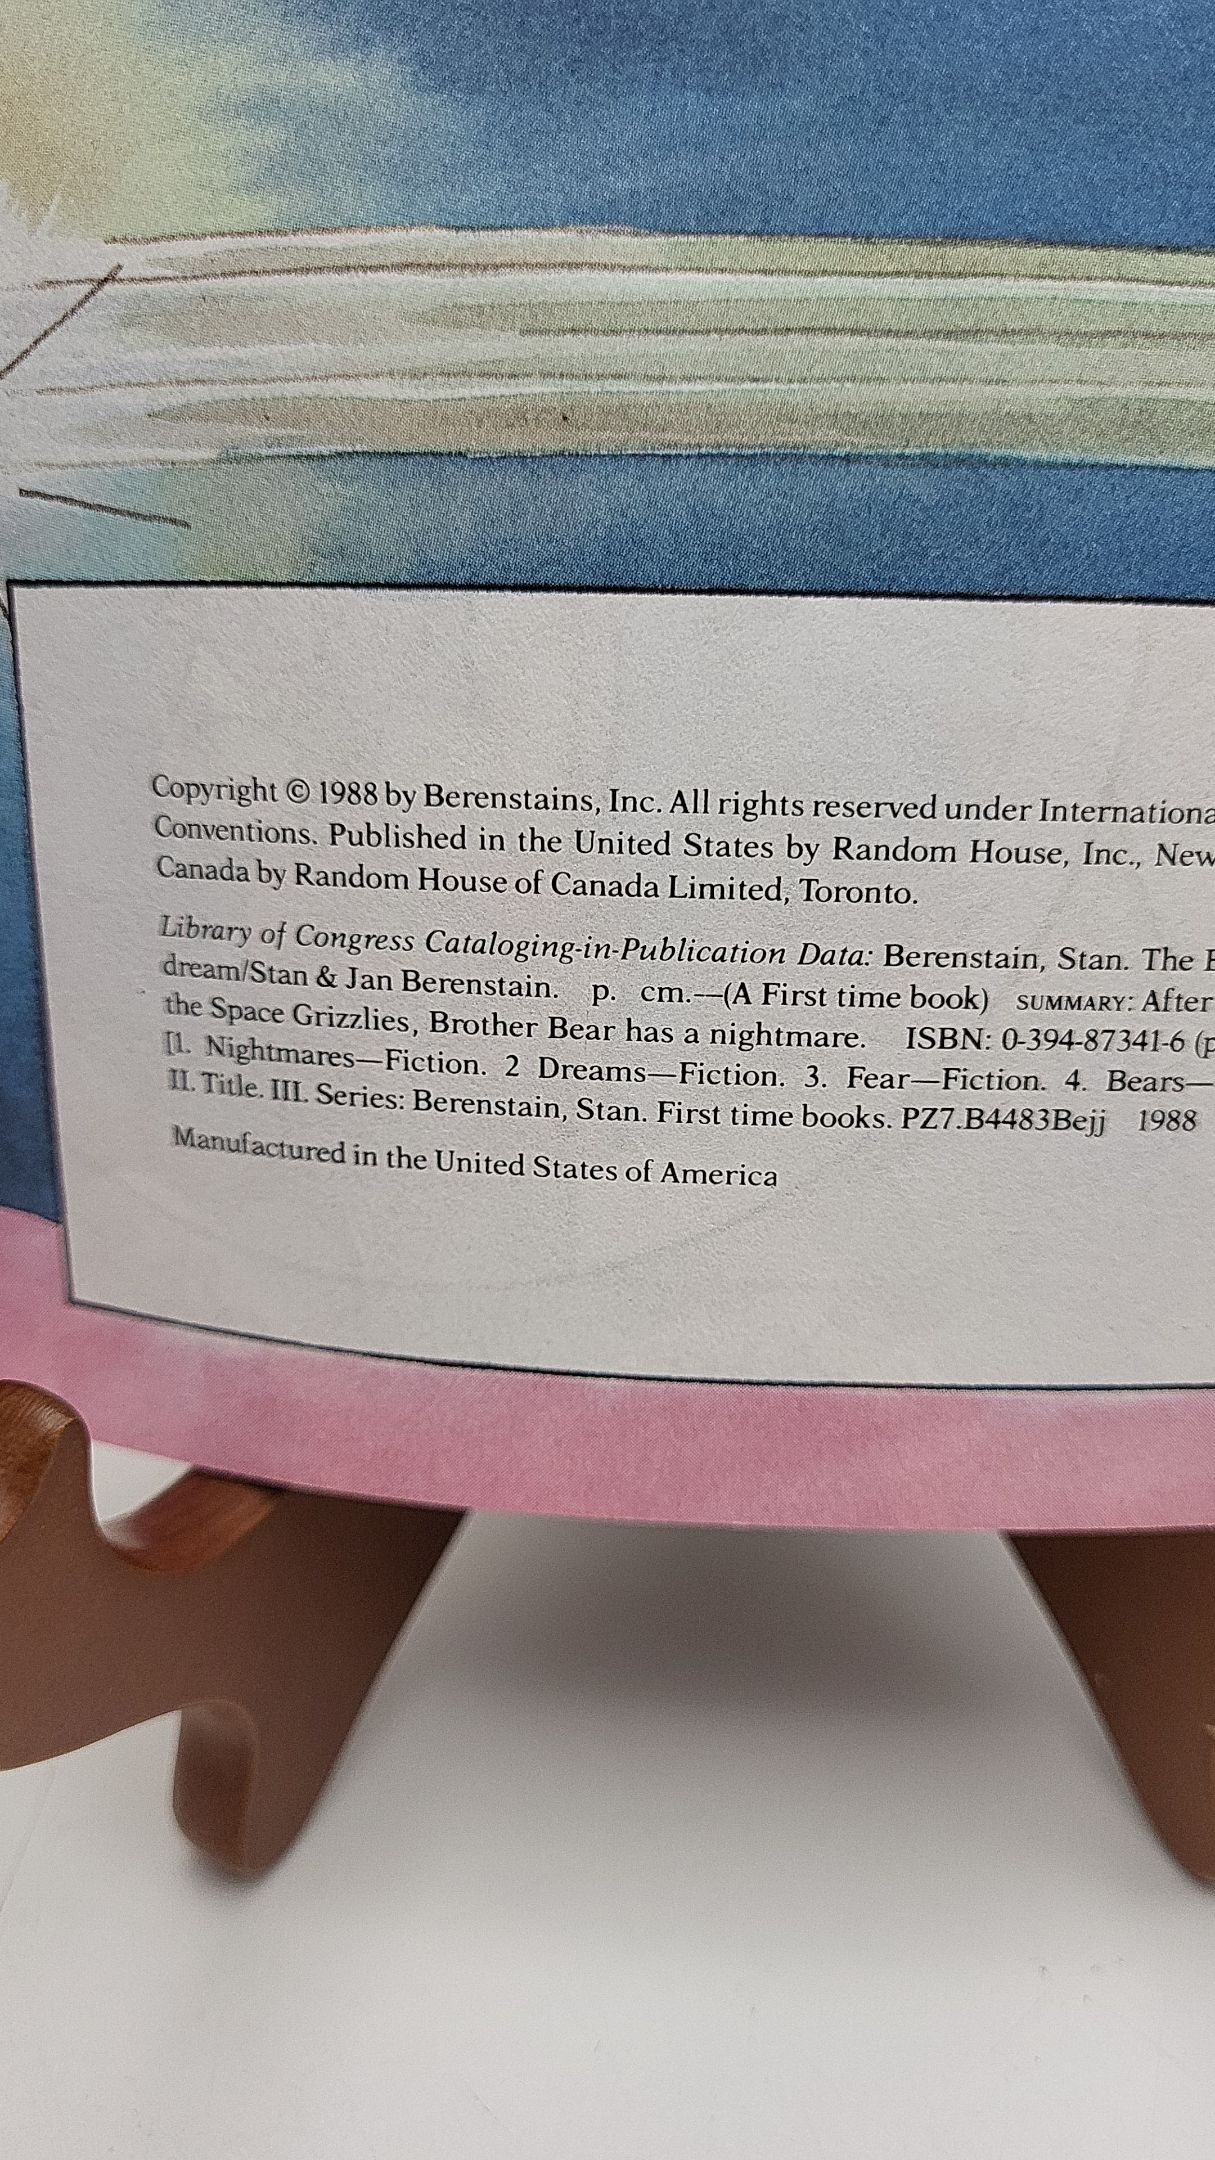 Copyright © 1988 by Berenstains, Inc. All rights reserved under Internationa
Conventions. Published in the United States by Random House, Inc., New
Canada by Random House of Canada Limited, Toronto.
Library of Congress Cataloging-in-Publication Data: Berenstain, Stan. The
dream/Stan & Jan Berenstain. p. cm.—(A First time book) SUMMARY: After
the Space Grizzlies, Brother Bear has a nightmare. ISBN: 0-394-87341-6 (p
[1. Nightmares—Fiction. 2 Dreams—Fiction. 3. Fear—Fiction. 4. Bears—
II. Title. III. Series: Berenstain, Stan. First time books. PZ7.B4483Bejj 1988
Manufactured in the United States of America